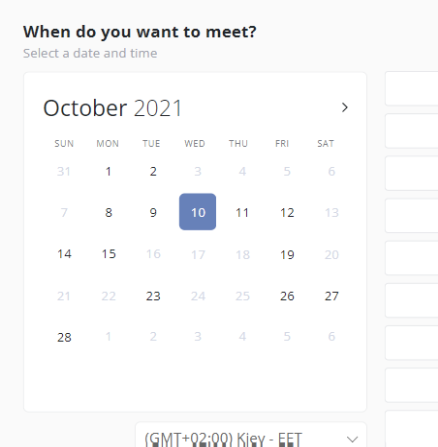 When do you want to meet?
Select a date and time
October 2021
SUN MON TUE WED THU FRI SAT
31 1 2 3 4 5 6
7 8 9 10 11 12 13
14 15 16 17 18 19 20
21 22 23 24 25 26 27
28 1 2 3 4 5 6
(GMT+02:00) Kiev - EET